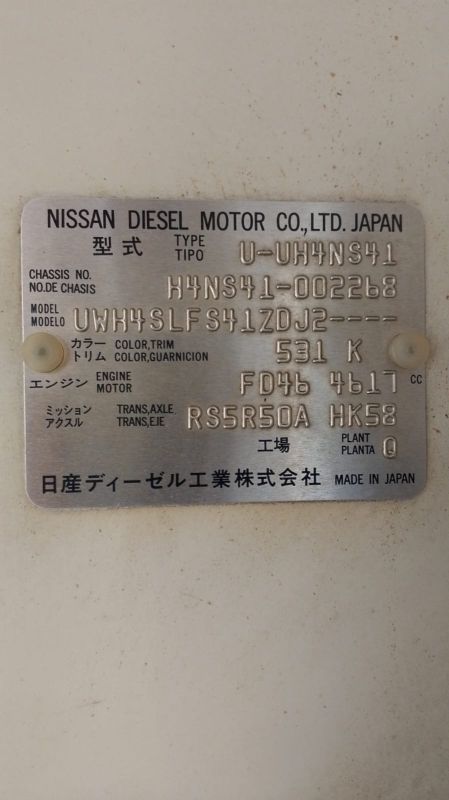 NISSAN DIESEL MOTOR CO.,LTD. JAPAN
型式 TYPE TIPO U-UH4NS41
CHASSIS NO. NO.DE CHASIS H4NS41-002268
MODEL MODELO UWH4SLFS41ZDJ2----
カラー トリム COLOR,TRIM COLOR,GUARNICION 531 K
エンジン ENGINE MOTOR FD46 4617 CC
ミッション アクスル TRANS,AXLE TRANS,EJE RS5R50A HK58
工場 PLANT PLANTA Q
日産ディーゼル工業株式会社 MADE IN JAPAN